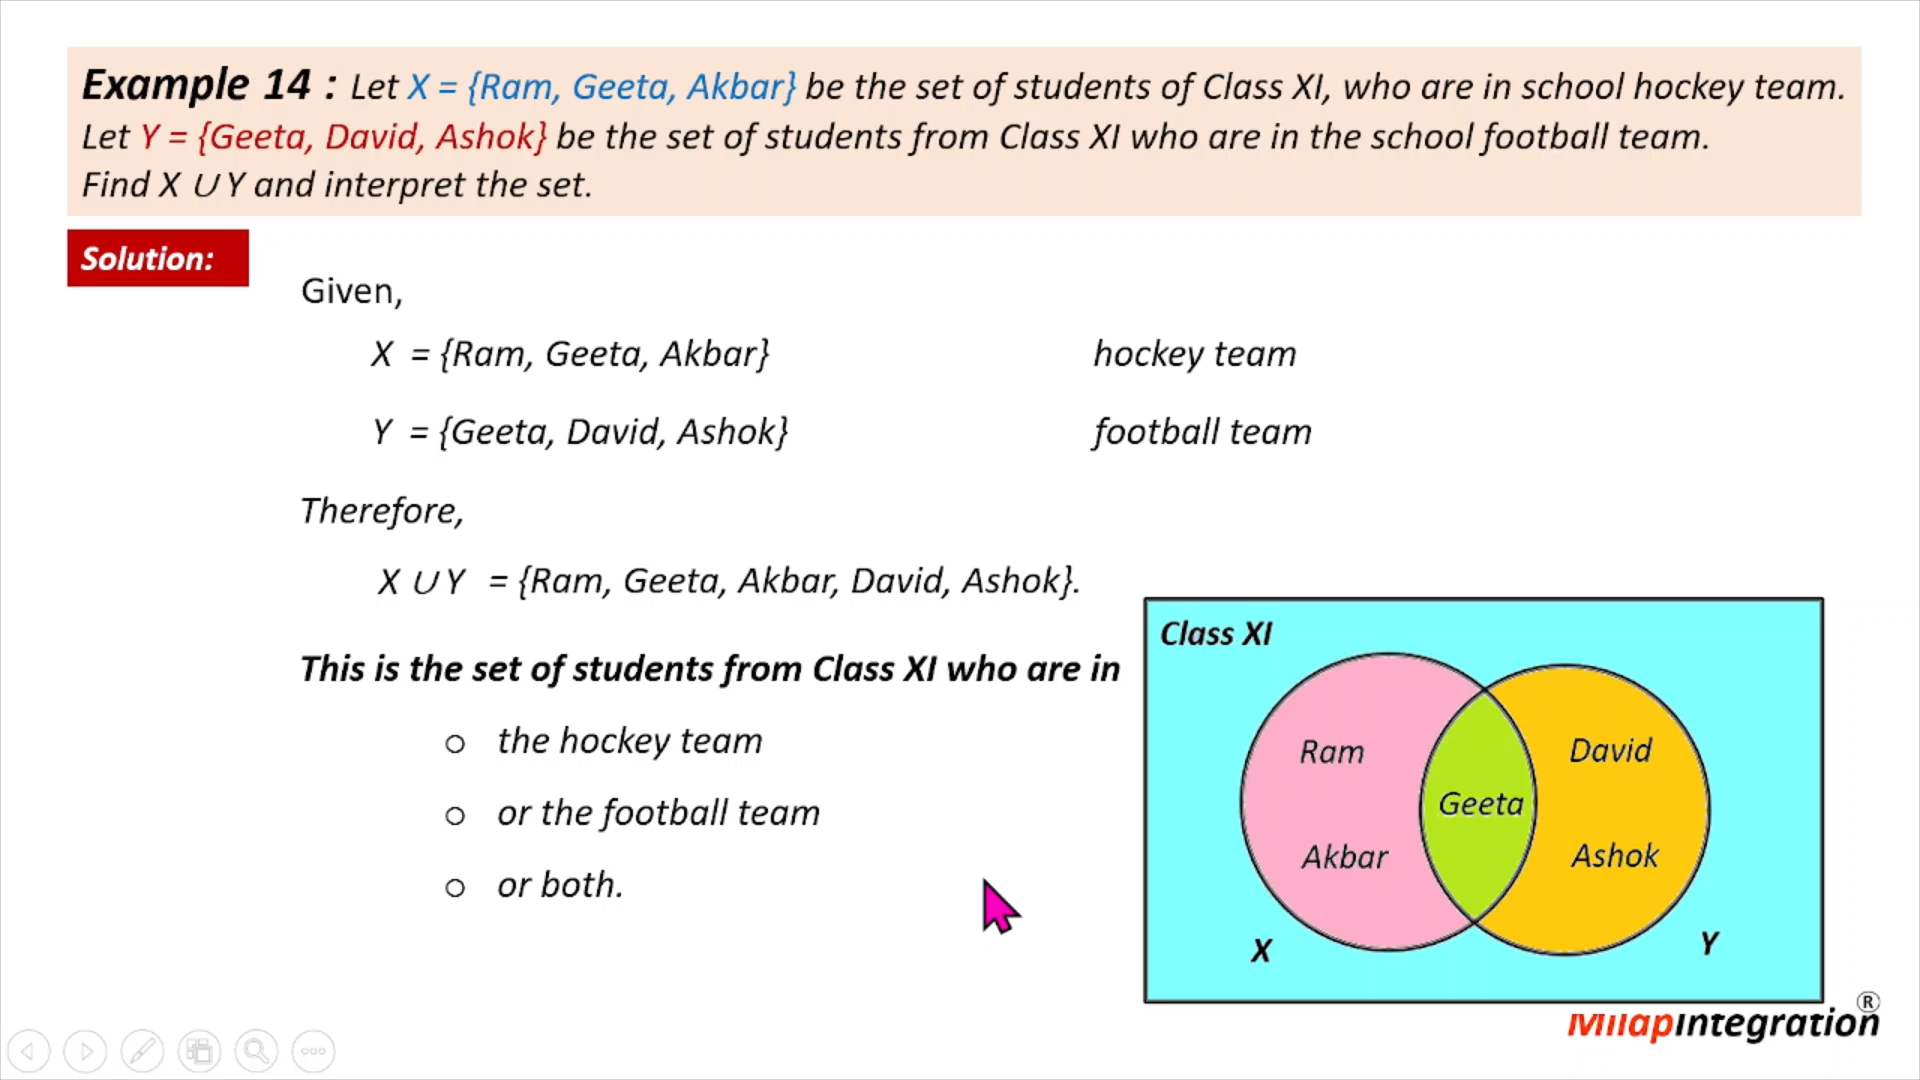 Example 14 : Let X = {Ram, Geeta, Akbar} be the set of students of Class XI, who are in school hockey team.
Let Y = {Geeta, David, Ashok} be the set of students from Class XI who are in the school football team.
Find X ∪ Y and interpret the set.
Solution:
Given,
X = {Ram, Geeta, Akbar} hockey team
Y = {Geeta, David, Ashok} football team
Therefore,
X ∪ Y = {Ram, Geeta, Akbar, David, Ashok}.
This is the set of students from Class XI who are in
o the hockey team
o or the football team
o or both.
Class XI
Ram
David
Geeta
Akbar
Ashok
X
Y
MilapIntegration®